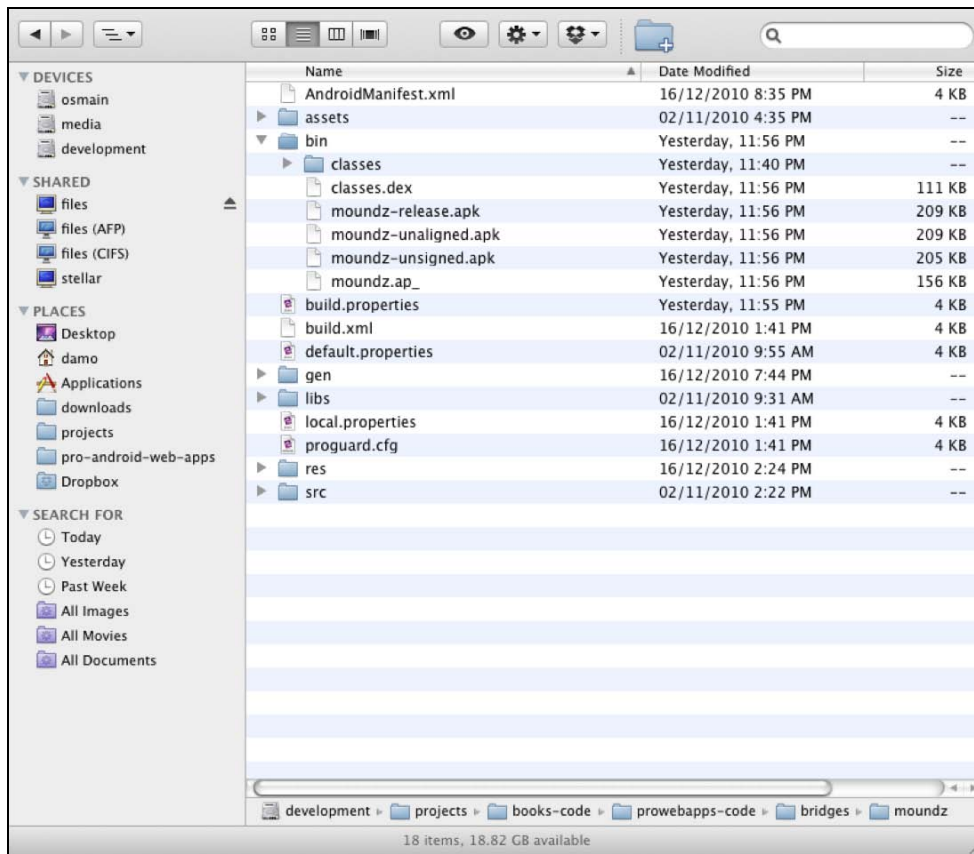 Name Date Modified Size
DEVICES
osmain
media
development
SHARED
files
files (AFP)
files (CIFS)
stellar
PLACES
Desktop
damo
Applications
downloads
projects
pro-android-web-apps
Dropbox
SEARCH FOR
Today
Yesterday
Past Week
All Images
All Movies
All Documents
AndroidManifest.xml 16/12/2010 8:35 PM 4 KB
assets 02/11/2010 4:35 PM --
bin Yesterday, 11:56 PM --
classes Yesterday, 11:40 PM --
classes.dex Yesterday, 11:56 PM 111 KB
moundz-release.apk Yesterday, 11:56 PM 209 KB
moundz-unaligned.apk Yesterday, 11:56 PM 209 KB
moundz-unsigned.apk Yesterday, 11:56 PM 205 KB
moundz.ap_ Yesterday, 11:56 PM 156 KB
build.properties Yesterday, 11:55 PM 4 KB
build.xml 16/12/2010 1:41 PM 4 KB
default.properties 02/11/2010 9:55 AM 4 KB
gen 16/12/2010 7:44 PM --
libs 02/11/2010 9:31 AM --
local.properties 16/12/2010 1:41 PM 4 KB
proguard.cfg 16/12/2010 1:41 PM 4 KB
res 16/12/2010 2:24 PM --
src 02/11/2010 2:22 PM --
development projects books-code prowebapps-code bridges moundz
18 items, 18.82 GB available